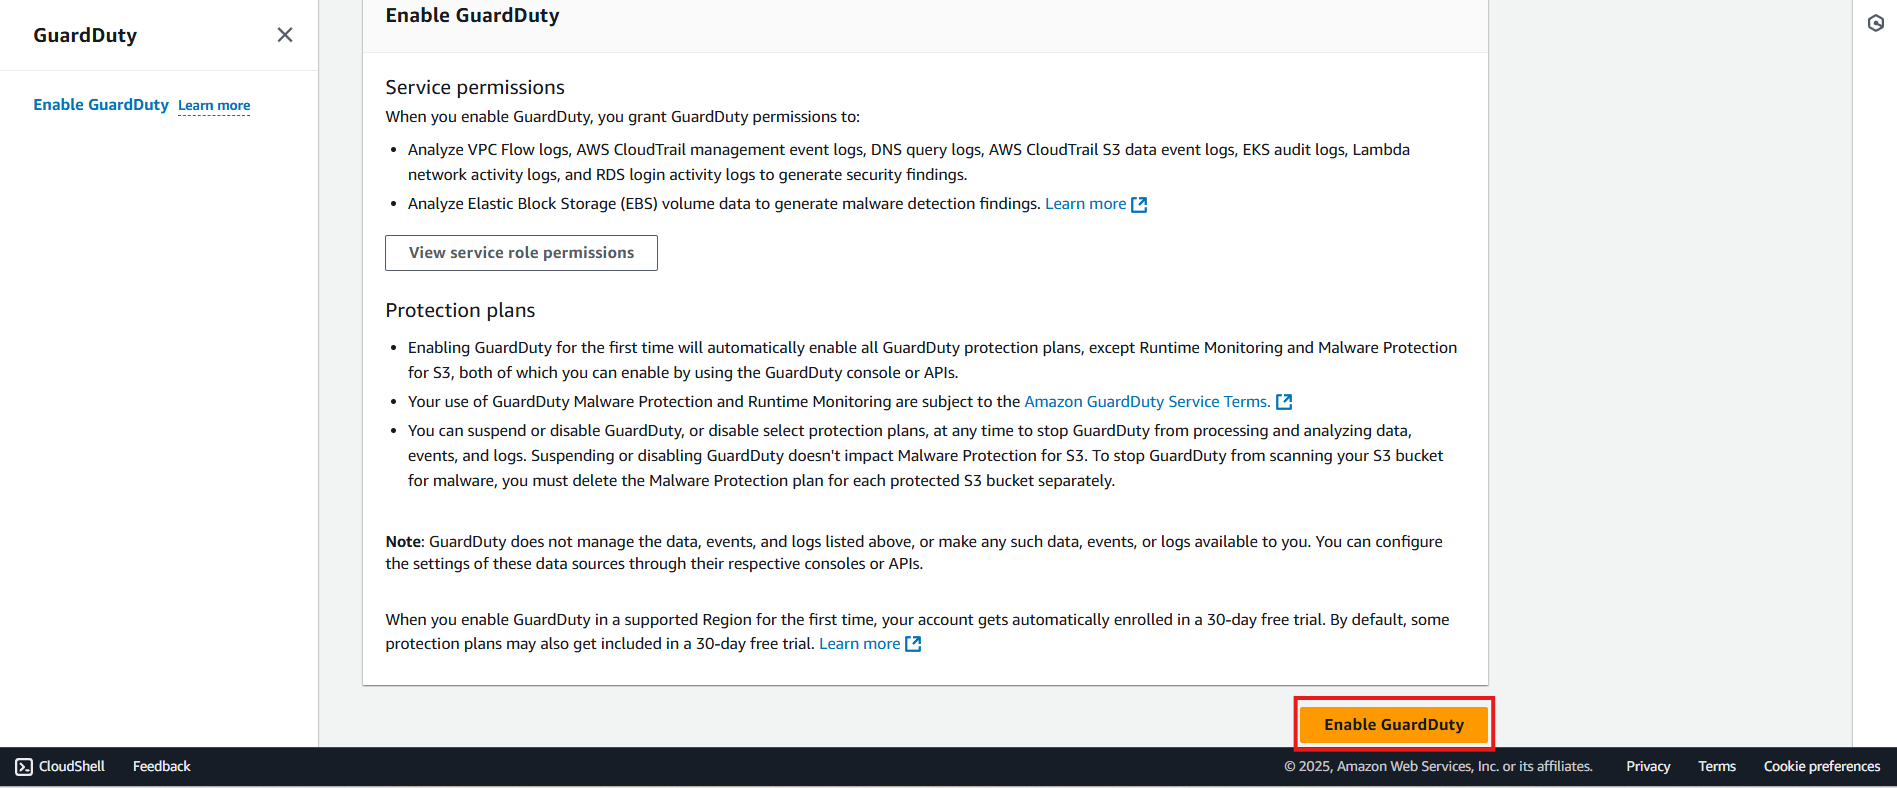 GuardDuty
Enable GuardDuty Learn more
Enable GuardDuty
Service permissions
When you enable GuardDuty, you grant GuardDuty permissions to:
Analyze VPC Flow logs, AWS CloudTrail management event logs, DNS query logs, AWS CloudTrail S3 data event logs, EKS audit logs, Lambda
network activity logs, and RDS login activity logs to generate security findings.
Analyze Elastic Block Storage (EBS) volume data to generate malware detection findings. Learn more
View service role permissions
Protection plans
Enabling GuardDuty for the first time will automatically enable all GuardDuty protection plans, except Runtime Monitoring and Malware Protection
for S3, both of which you can enable by using the GuardDuty console or APIs.
Your use of GuardDuty Malware Protection and Runtime Monitoring are subject to the Amazon GuardDuty Service Terms.
You can suspend or disable GuardDuty, or disable select protection plans, at any time to stop GuardDuty from processing and analyzing data,
events, and logs. Suspending or disabling GuardDuty doesn't impact Malware Protection for S3. To stop GuardDuty from scanning your S3 bucket
for malware, you must delete the Malware Protection plan for each protected S3 bucket separately.
Note: GuardDuty does not manage the data, events, and logs listed above, or make any such data, events, or logs available to you. You can configure
the settings of these data sources through their respective consoles or APIs.
When you enable GuardDuty in a supported Region for the first time, your account gets automatically enrolled in a 30-day free trial. By default, some
protection plans may also get included in a 30-day free trial. Learn more
Enable GuardDuty
CloudShell Feedback © 2025, Amazon Web Services, Inc. or its affiliates. Privacy Terms Cookie preferences